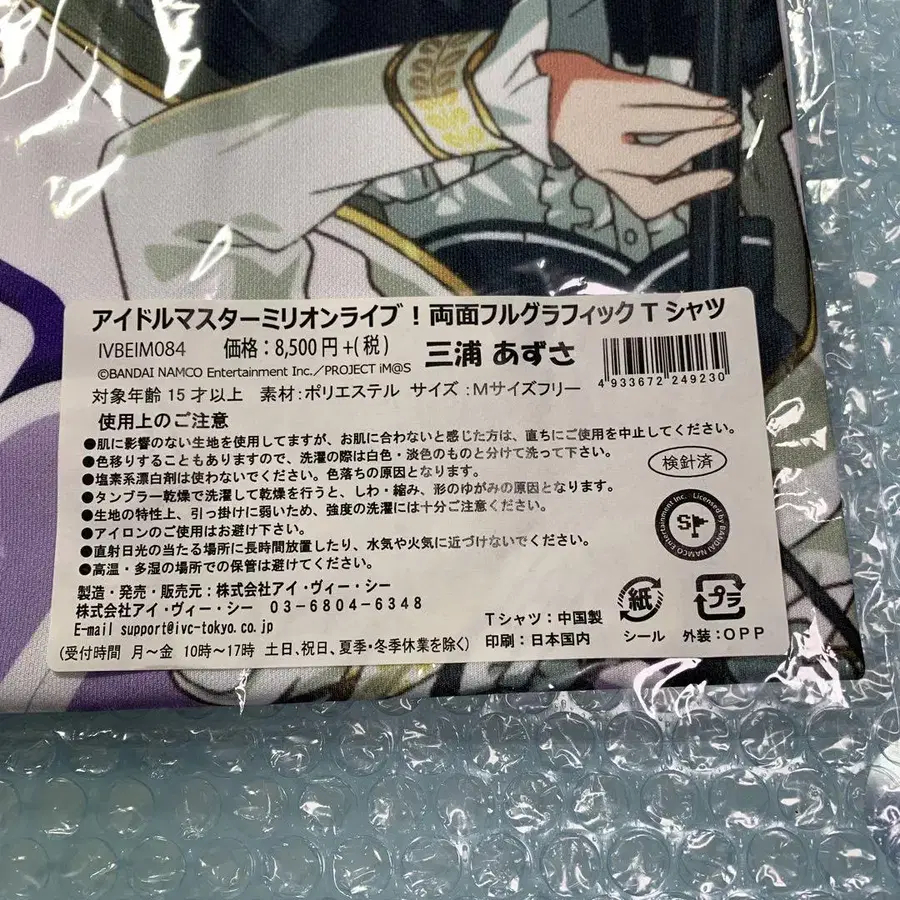 アイドルマスターミリオンライブ！両面フルグラフィックTシャツ
IVBEIM084 価格：8,500円+(税) 三浦 あずさ
©BANDAI NAMCO Entertainment Inc./PROJECT iM@S
4 933672 249230
対象年齢 15才以上 素材：ポリエステル サイズ：Mサイズフリー
使用上のご注意
●肌に影響のない生地を使用してますが、お肌に合わないと感じた方は、直ちにご使用を中止してください。
●色移りすることもありますので、洗濯の際は白色・淡色のものと分けて洗って下さい。
●塩素系漂白剤は使わないでください。色落ちの原因となります。
●タンブラー乾燥で洗濯して乾燥を行うと、しわ・縮み、形のゆがみの原因となります。
●生地の特性上、引っ掛けに弱いため、強度の洗濯には十分ご注意ください。
●アイロンのご使用はお避け下さい。
●直射日光の当たる場所に長時間放置したり、水気や火気に近づけないでください。
●高温・多湿の場所での保管は避けてください。
検針済
Licensed by BANDAI NAMCO Entertainment Inc.
S
製造・発売・販売元：株式会社アイ・ヴィー・シー
株式会社アイ・ヴィー・シー 03-6804-6348
E-mail support@ivc-tokyo.co.jp
(受付時間 月～金 10時～17時 土日、祝日、夏季・冬季休業を除く)
Tシャツ：中国製
印刷：日本国内
紙
シール
プラ
外装：OPP